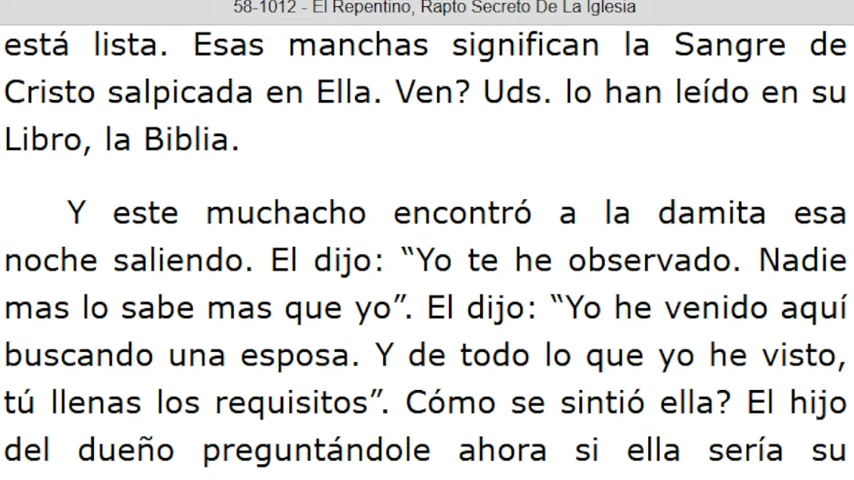 58-1012 - El Repentino, Rapto Secreto De La Iglesia
está lista. Esas manchas significan la Sangre de
Cristo salpicada en Ella. Ven? Uds. lo han leído en su
Libro, la Biblia.
Y este muchacho encontró a la damita esa
noche saliendo. El dijo: “Yo te he observado. Nadie
mas lo sabe mas que yo”. El dijo: “Yo he venido aquí
buscando una esposa. Y de todo lo que yo he visto,
tú llenas los requisitos”. Cómo se sintió ella? El hijo
del dueño preguntándole ahora si ella sería su